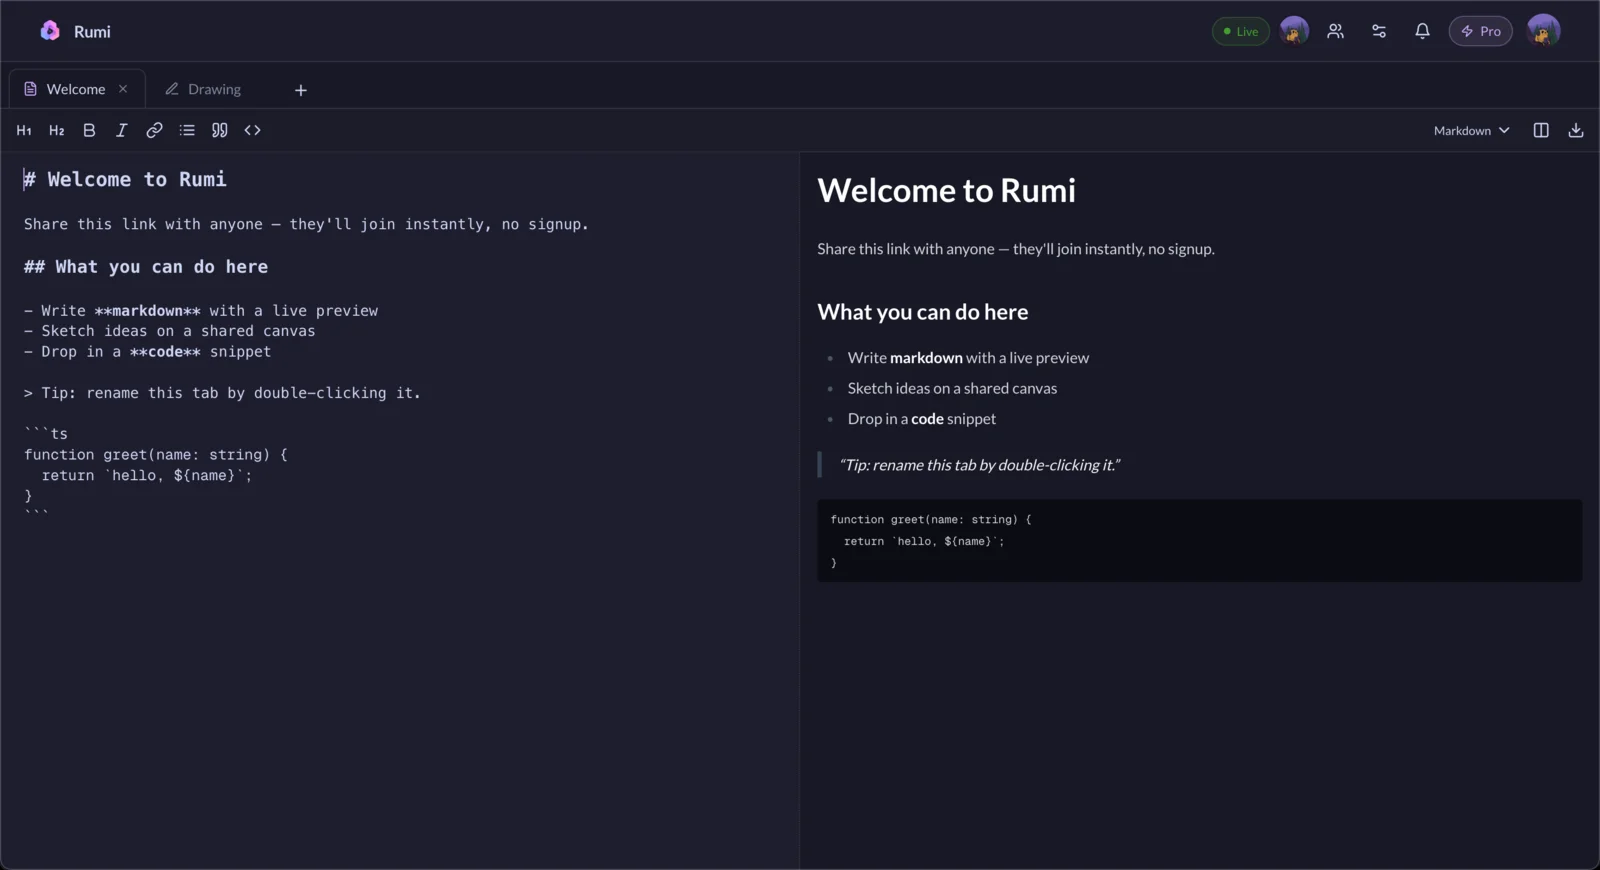 Rumi
Live
Pro
Welcome
Drawing
H1 H2 B I
Markdown
# Welcome to Rumi
Share this link with anyone — they'll join instantly, no signup.
## What you can do here
- Write **markdown** with a live preview
- Sketch ideas on a shared canvas
- Drop in a **code** snippet
> Tip: rename this tab by double-clicking it.
```ts
function greet(name: string) {
  return `hello, ${name}`;
}
```
Welcome to Rumi
Share this link with anyone — they'll join instantly, no signup.
What you can do here
• Write markdown with a live preview
• Sketch ideas on a shared canvas
• Drop in a code snippet
“Tip: rename this tab by double-clicking it.”
function greet(name: string) {
  return `hello, ${name}`;
}